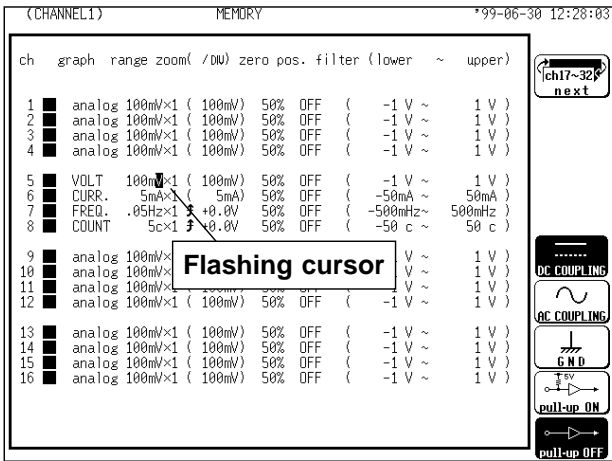 (CHANNEL1) MEMORY '99-06-30 12:28:03
ch graph range zoom( /DIV) zero pos. filter (lower ~ upper)
1 analog 100mV×1 ( 100mV) 50% OFF ( -1 V ~ 1 V )
2 analog 100mV×1 ( 100mV) 50% OFF ( -1 V ~ 1 V )
3 analog 100mV×1 ( 100mV) 50% OFF ( -1 V ~ 1 V )
4 analog 100mV×1 ( 100mV) 50% OFF ( -1 V ~ 1 V )
5 VOLT 100mV×1 ( 100mV) 50% OFF ( -1 V ~ 1 V )
6 CURR. 5mA×1 ( 5mA) 50% OFF ( -50mA ~ 50mA )
7 FREQ. .05Hz×1 +0.0V 50% OFF ( -500mHz~ 500mHz )
8 COUNT 5c×1 +0.0V 50% OFF ( -50 c ~ 50 c )
9 analog 100mV× V ~ 1 V )
10 analog 100mV× V ~ 1 V )
11 analog 100mV× V ~ 1 V )
12 analog 100mV×1 ( 100mV) 50% OFF ( -1 V ~ 1 V )
13 analog 100mV×1 ( 100mV) 50% OFF ( -1 V ~ 1 V )
14 analog 100mV×1 ( 100mV) 50% OFF ( -1 V ~ 1 V )
15 analog 100mV×1 ( 100mV) 50% OFF ( -1 V ~ 1 V )
16 analog 100mV×1 ( 100mV) 50% OFF ( -1 V ~ 1 V )
Flashing cursor
ch17~32
next
DC COUPLING
AC COUPLING
GND
5V
pull-up ON
pull-up OFF